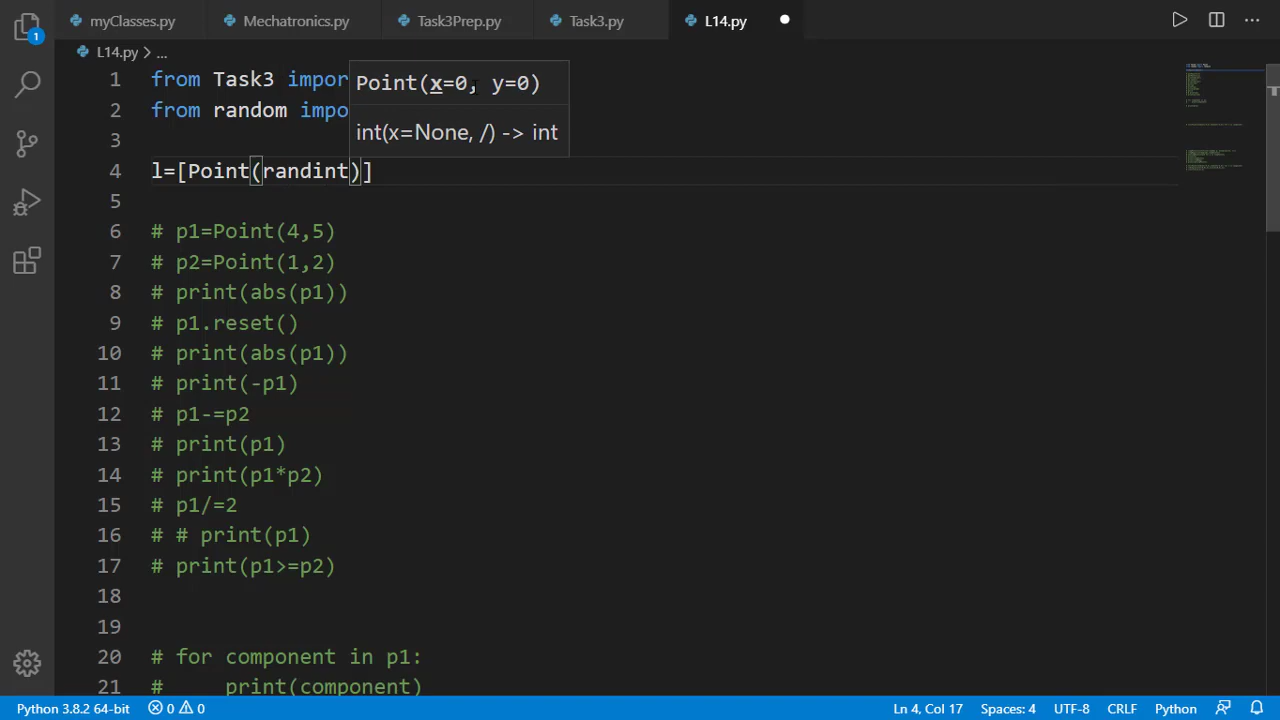 myClasses.py Mechatronics.py Task3Prep.py Task3.py L14.py
L14.py > ...
1 from Task3 impor
Point(x=0, y=0)
2 from random impo
int(x=None, /) -> int
3
4 l=[Point(randint)]
5
6 # p1=Point(4,5)
7 # p2=Point(1,2)
8 # print(abs(p1))
9 # p1.reset()
10 # print(abs(p1))
11 # print(-p1)
12 # p1-=p2
13 # print(p1)
14 # print(p1*p2)
15 # p1/=2
16 # # print(p1)
17 # print(p1>=p2)
18
19
20 # for component in p1:
21 #     print(component)
1
Python 3.8.2 64-bit 0 0 Ln 4, Col 17 Spaces: 4 UTF-8 CRLF Python